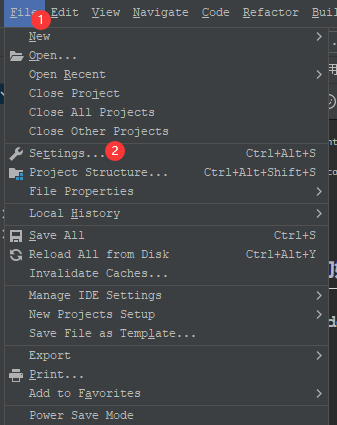 File Edit View Navigate Code Refactor Buil
1
New
Open...
Open Recent
Close Project
Close All Projects
Close Other Projects
Settings... 2 Ctrl+Alt+S
Project Structure... Ctrl+Alt+Shift+S
File Properties
Local History
Save All Ctrl+S
Reload All from Disk Ctrl+Alt+Y
Invalidate Caches...
Manage IDE Settings
New Projects Setup
Save File as Template...
Export
Print...
Add to Favorites
Power Save Mode